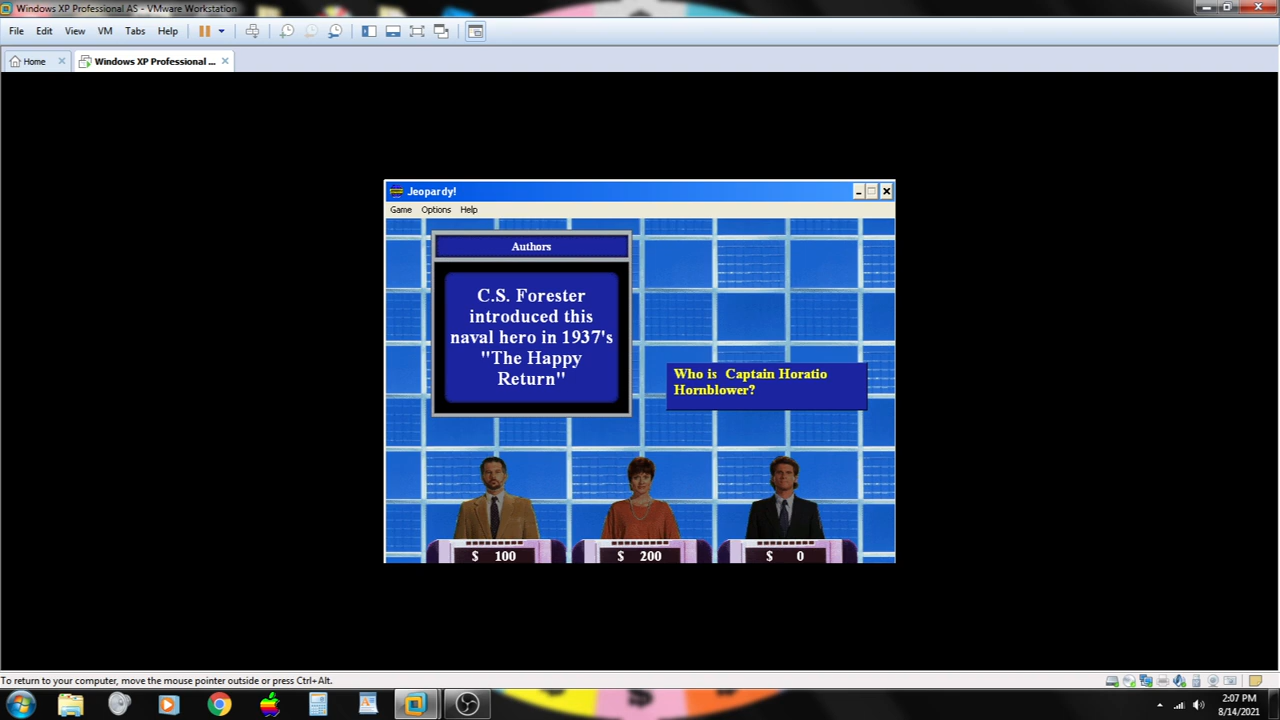 Windows XP Professional AS - VMware Workstation
File Edit View VM Tabs Help
Home
Windows XP Professional ...
Jeopardy!
Game Options Help
Authors
C.S. Forester
introduced this
naval hero in 1937's
"The Happy
Return"
Who is Captain Horatio
Hornblower?
$ 100
$ 200
$ 0
To return to your computer, move the mouse pointer outside or press Ctrl+Alt.
2:07 PM
8/14/2021